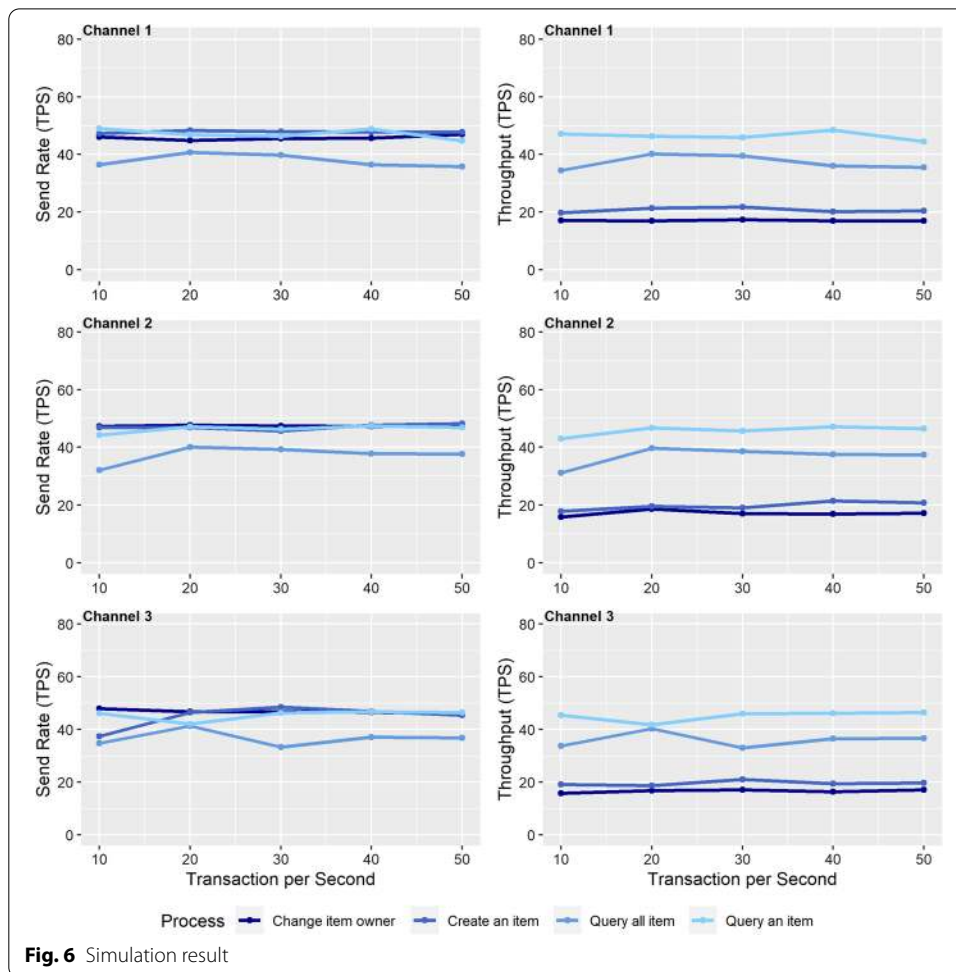 Channel 1
Channel 1
Send Rate (TPS)
80
60
40
20
0
10 20 30 40 50
Throughput (TPS)
80
60
40
20
0
10 20 30 40 50
Channel 2
Channel 2
Send Rate (TPS)
80
60
40
20
0
10 20 30 40 50
Throughput (TPS)
80
60
40
20
0
10 20 30 40 50
Channel 3
Channel 3
Send Rate (TPS)
80
60
40
20
0
10 20 30 40 50
Transaction per Second
Throughput (TPS)
80
60
40
20
0
10 20 30 40 50
Transaction per Second
Process Change item owner Create an item Query all item Query an item
Fig. 6 Simulation result